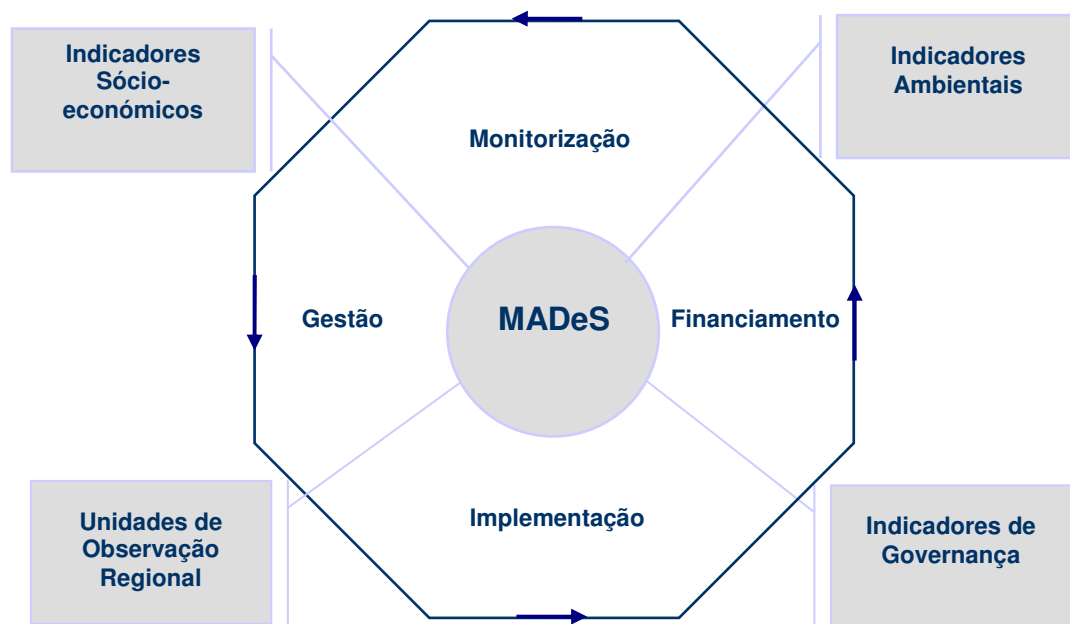 Indicadores
Sócio-
económicos
Indicadores
Ambientais
Monitorização
Gestão
MADeS
Financiamento
Unidades de
Observação
Regional
Implementação
Indicadores de
Governança